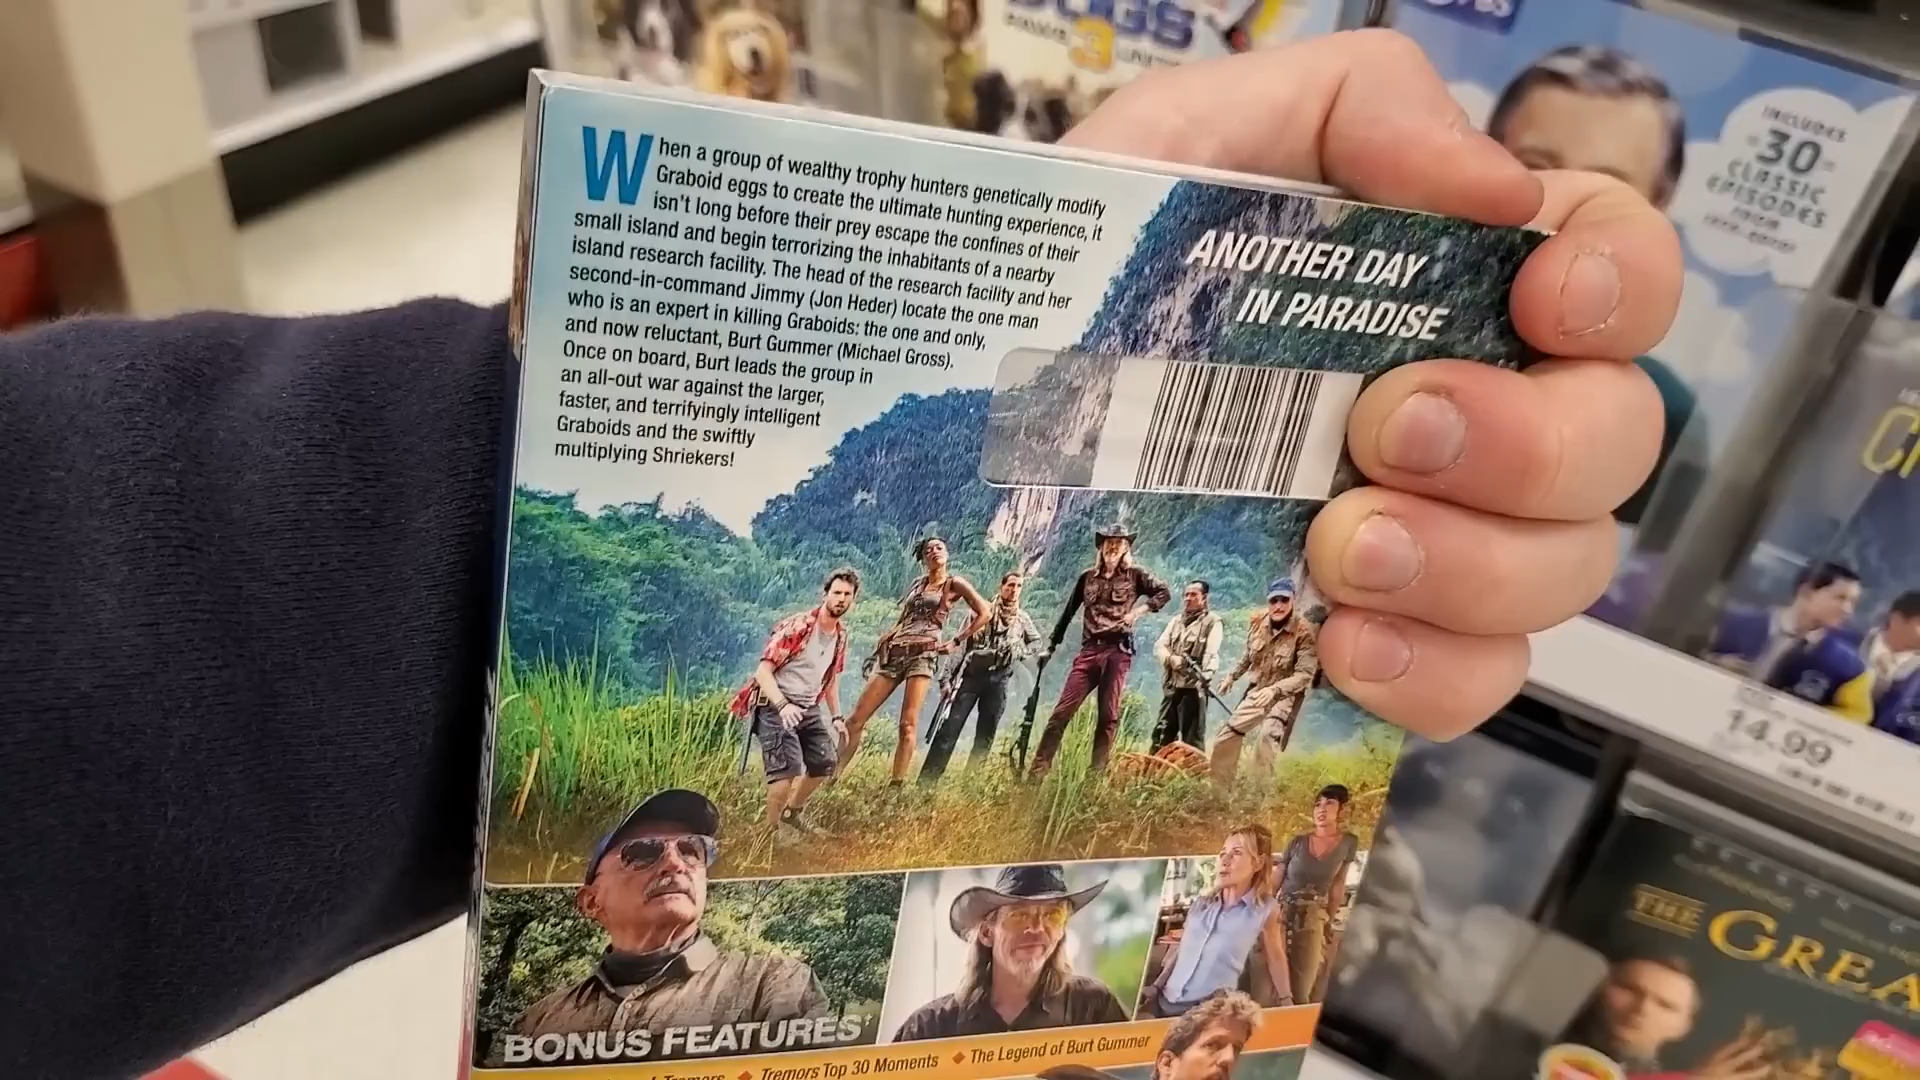 When a group of wealthy trophy hunters genetically modify
Graboid eggs to create the ultimate hunting experience, it
isn't long before their prey escape the confines of their
small island and begin terrorizing the inhabitants of a nearby
island research facility. The head of the research facility and her
second-in-command Jimmy (Jon Heder) locate the one man
who is an expert in killing Graboids: the one and only,
and now reluctant, Burt Gummer (Michael Gross).
Once on board, Burt leads the group in
an all-out war against the larger,
faster, and terrifyingly intelligent
Graboids and the swiftly
multiplying Shriekers!
ANOTHER DAY
IN PARADISE
BONUS FEATURES†
Tremors ◆ Tremors Top 30 Moments ◆ The Legend of Burt Gummer
3
PBS
INCLUDES
30
CLASSIC
EPISODES
14.99
THE
GREA